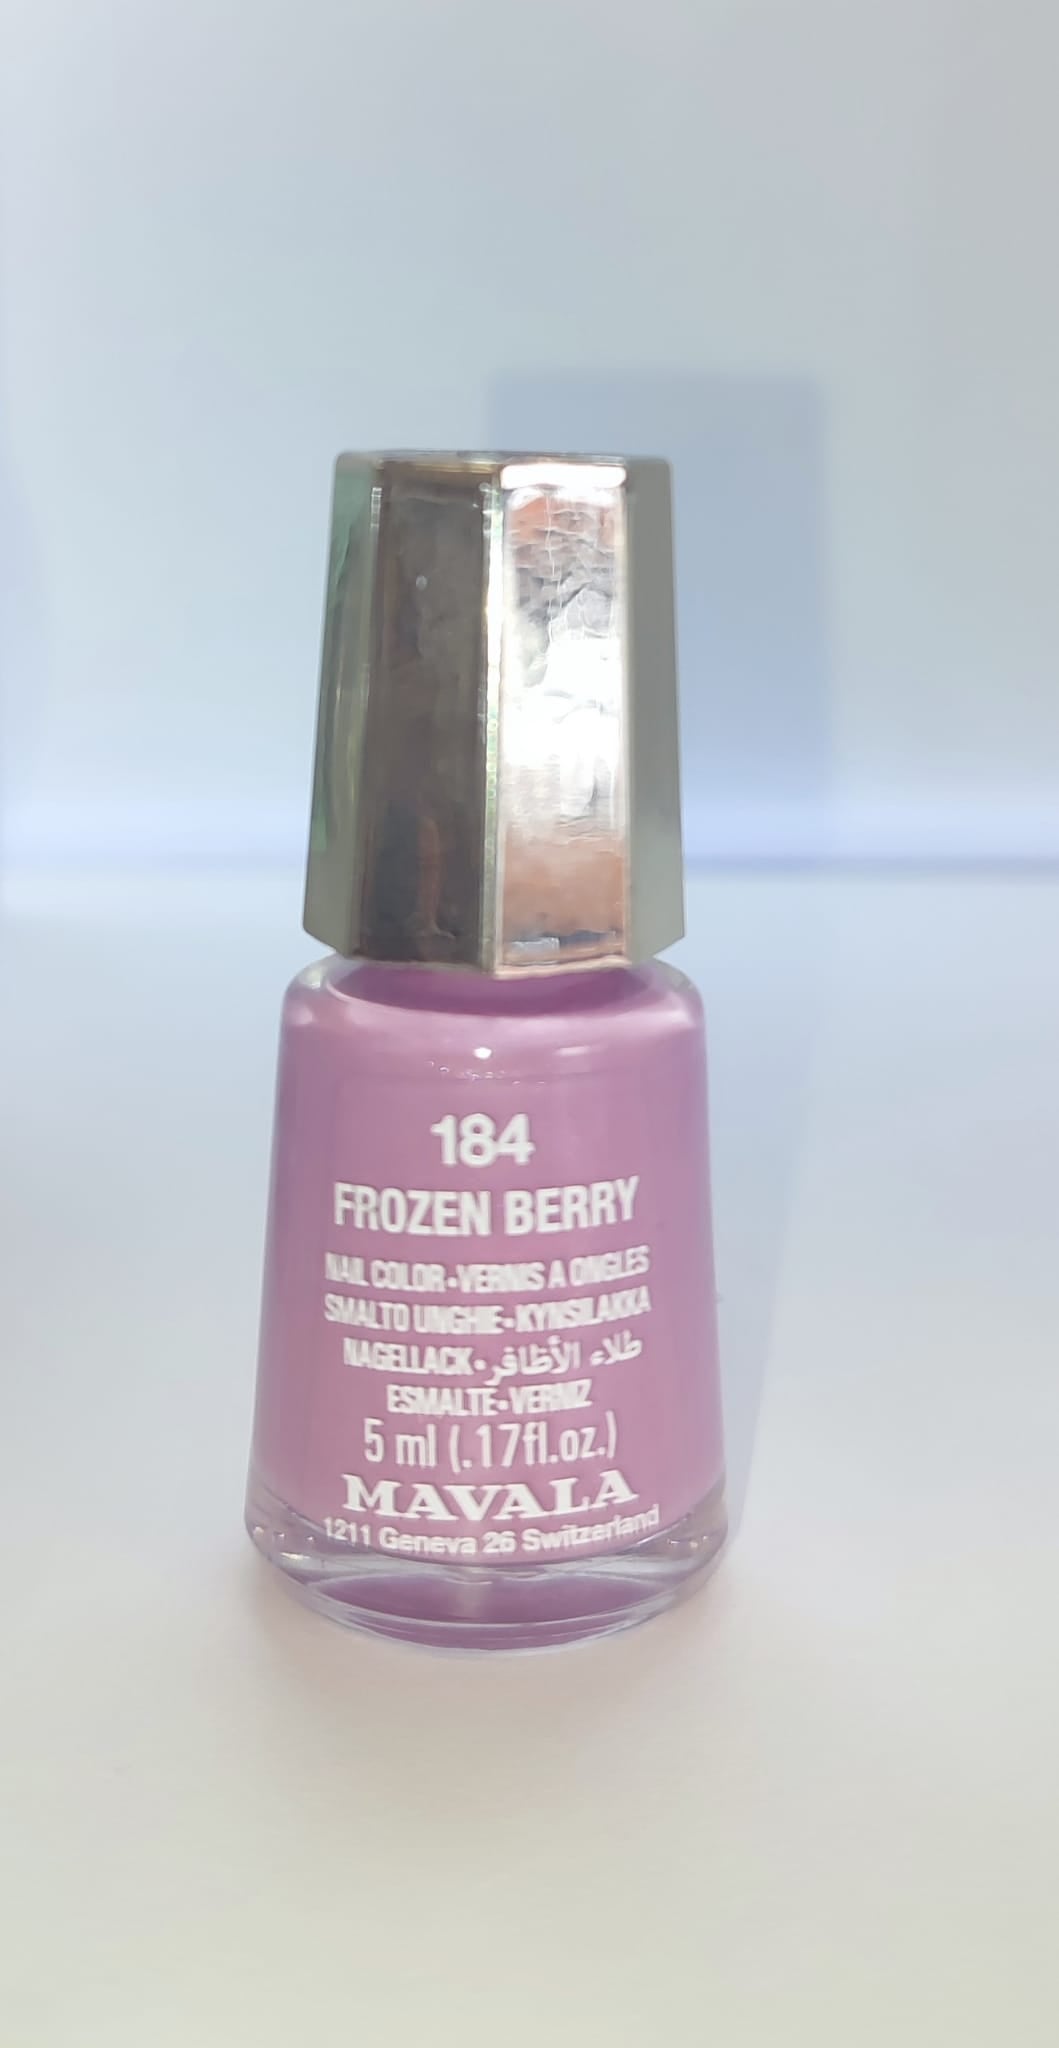 184
FROZEN BERRY
NAIL COLOR•VERNIS A ONGLES
SMALTO UNGHIE•KYNSILAKKA
NAGELLACK•طلاء الأظافر
ESMALTE•VERNIZ
5 ml (.17fl.oz.)
MAVALA
1211 Geneva 26 Switzerland